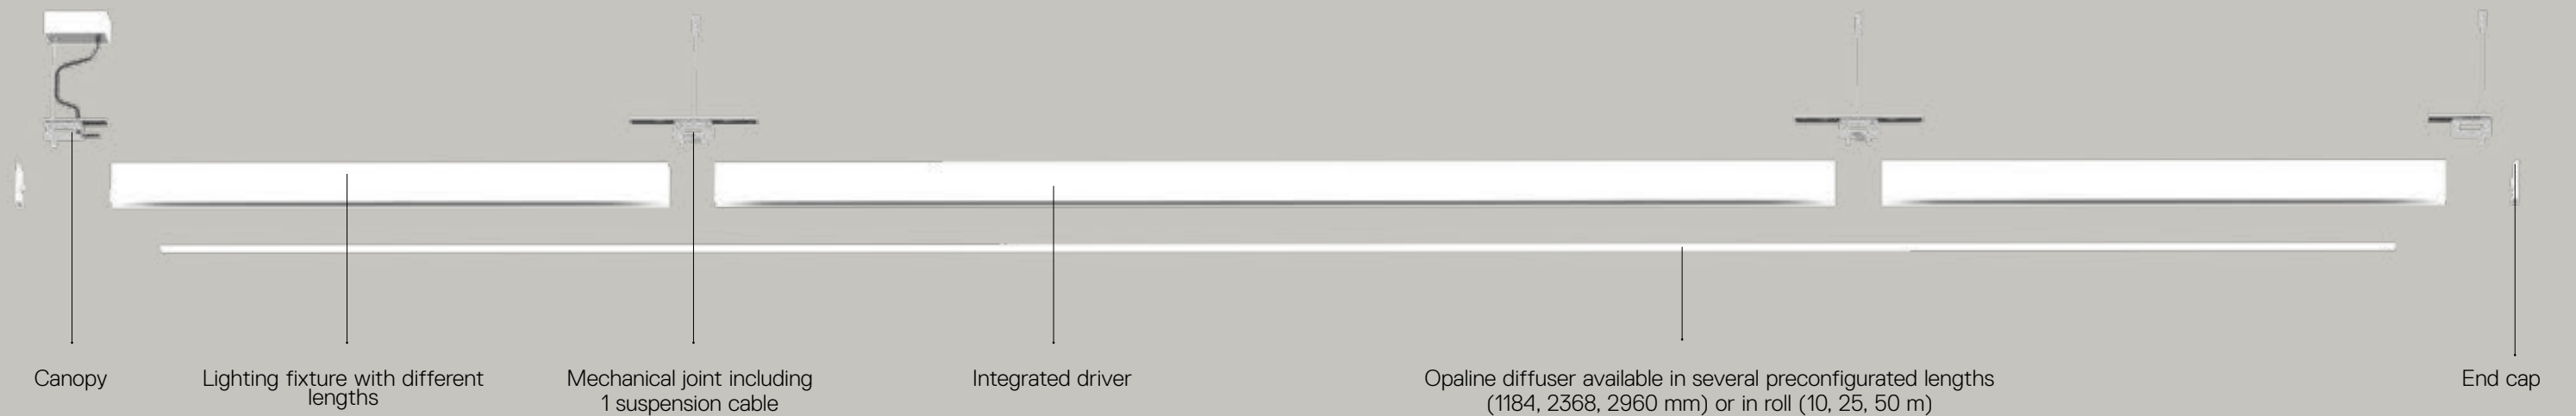 Canopy
Lighting fixture with different
lengths
Mechanical joint including
1 suspension cable
Integrated driver
Opaline diffuser available in several preconfigurated lengths
(1184, 2368, 2960 mm) or in roll (10, 25, 50 m)
End cap